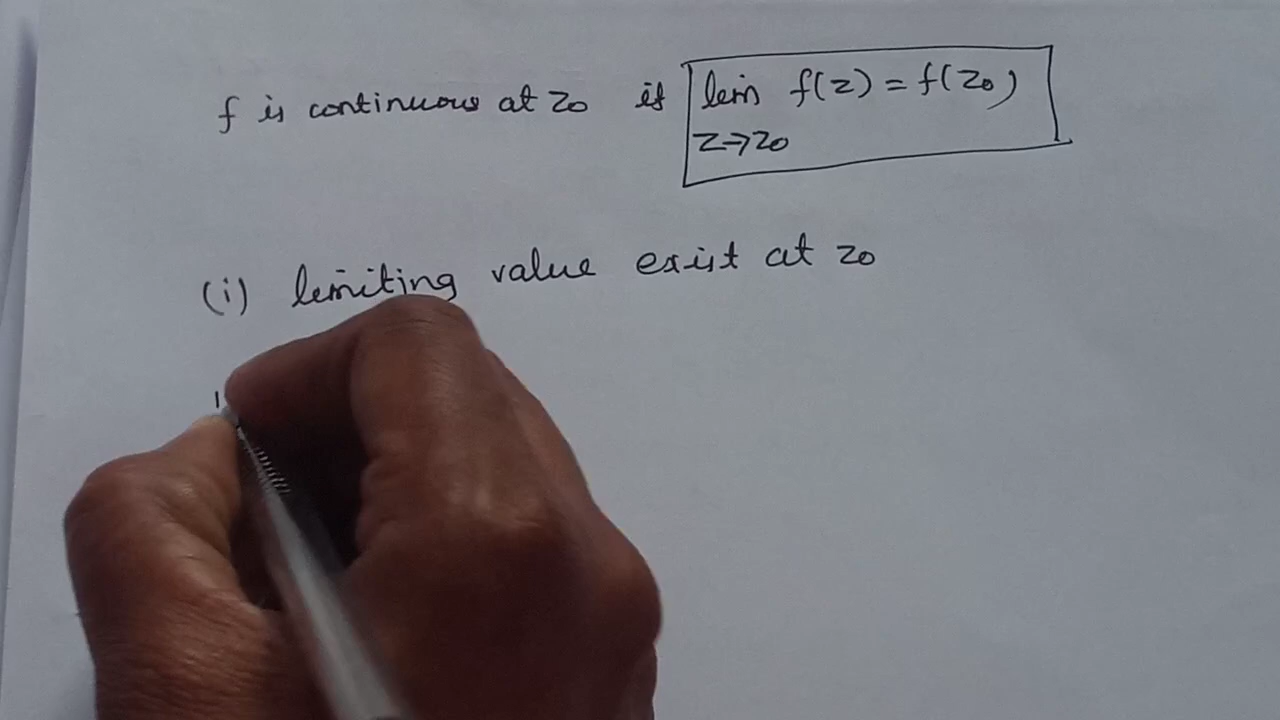 f is continuous at z0 if lim f(z) = f(z0)
z→z0
(i) limiting value exist at z0